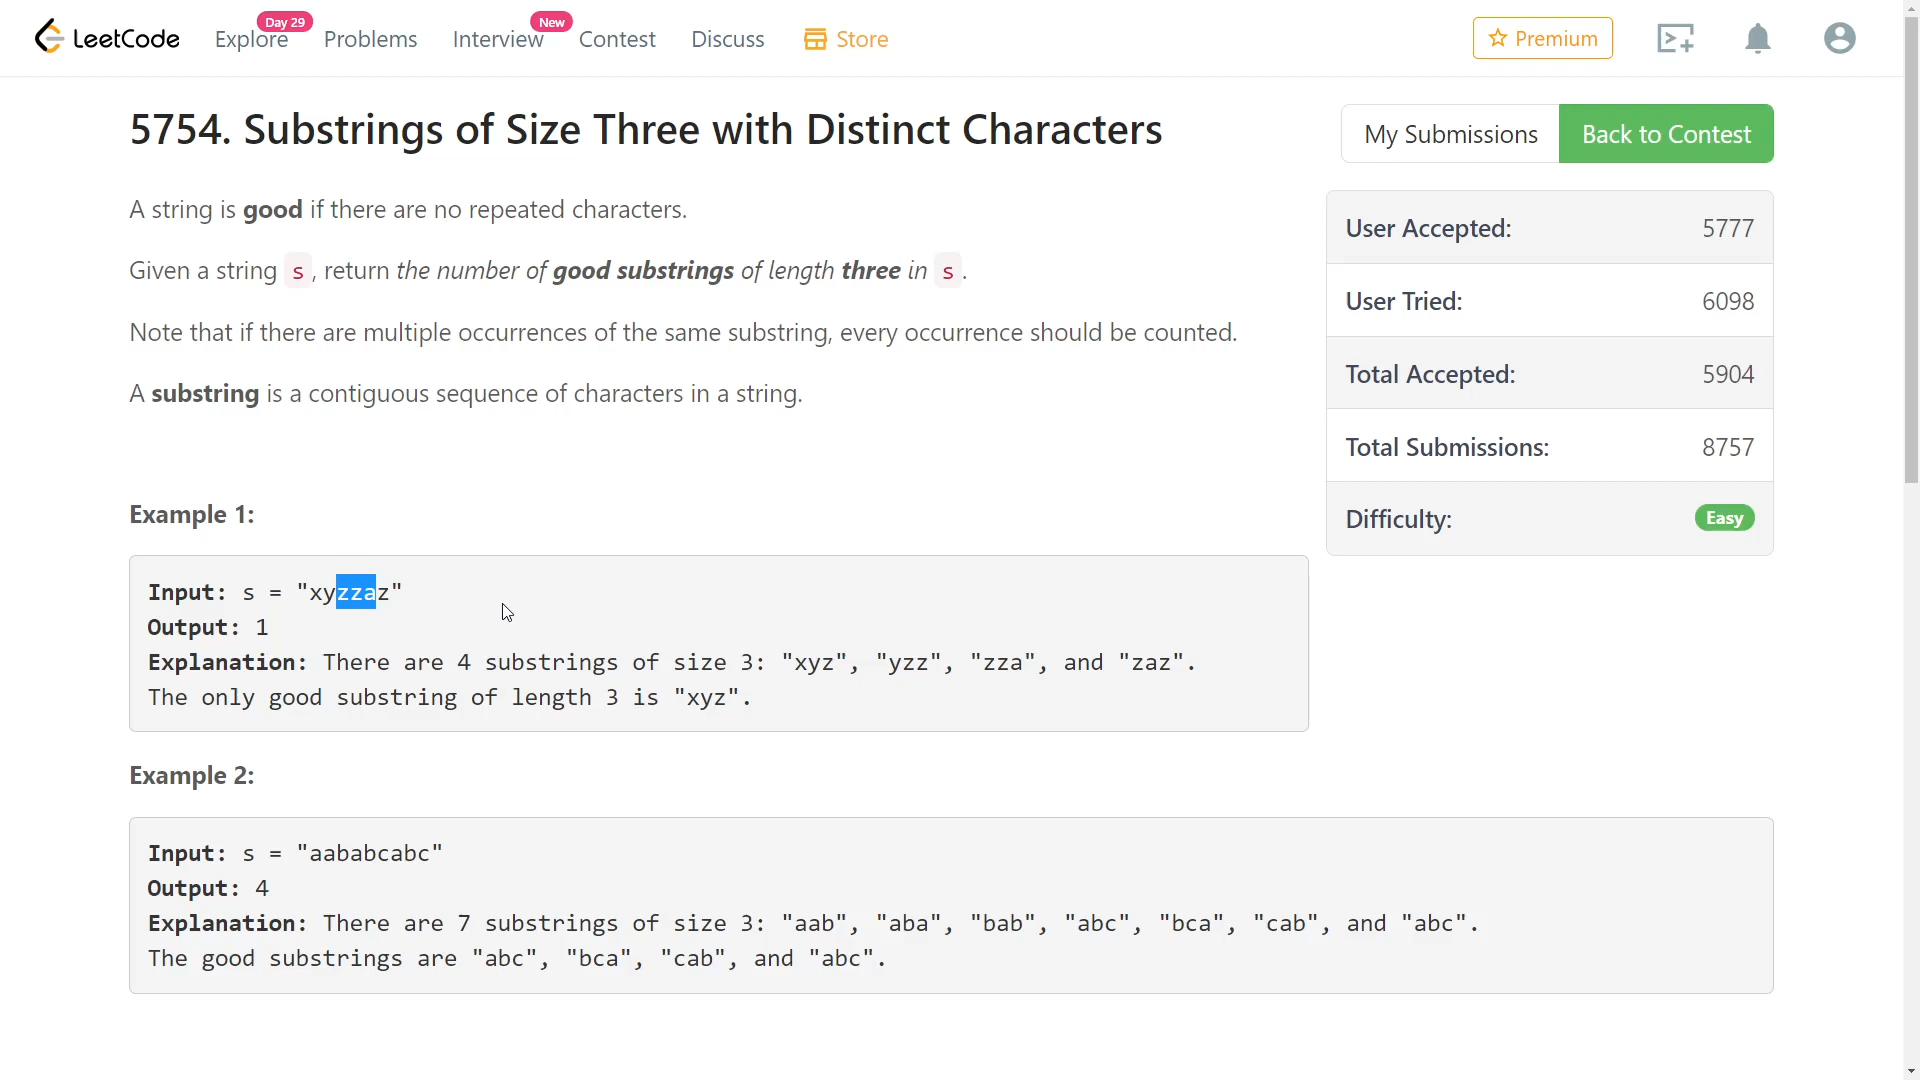 LeetCode
Explore Day 29 Problems Interview New Contest Discuss Store Premium
5754. Substrings of Size Three with Distinct Characters
My Submissions Back to Contest
A string is good if there are no repeated characters.
Given a string s, return the number of good substrings of length three in s.
Note that if there are multiple occurrences of the same substring, every occurrence should be counted.
A substring is a contiguous sequence of characters in a string.
User Accepted: 5777
User Tried: 6098
Total Accepted: 5904
Total Submissions: 8757
Difficulty: Easy
Example 1:
Input: s = "xyzzaz"
Output: 1
Explanation: There are 4 substrings of size 3: "xyz", "yzz", "zza", and "zaz".
The only good substring of length 3 is "xyz".
Example 2:
Input: s = "aababcabc"
Output: 4
Explanation: There are 7 substrings of size 3: "aab", "aba", "bab", "abc", "bca", "cab", and "abc".
The good substrings are "abc", "bca", "cab", and "abc".